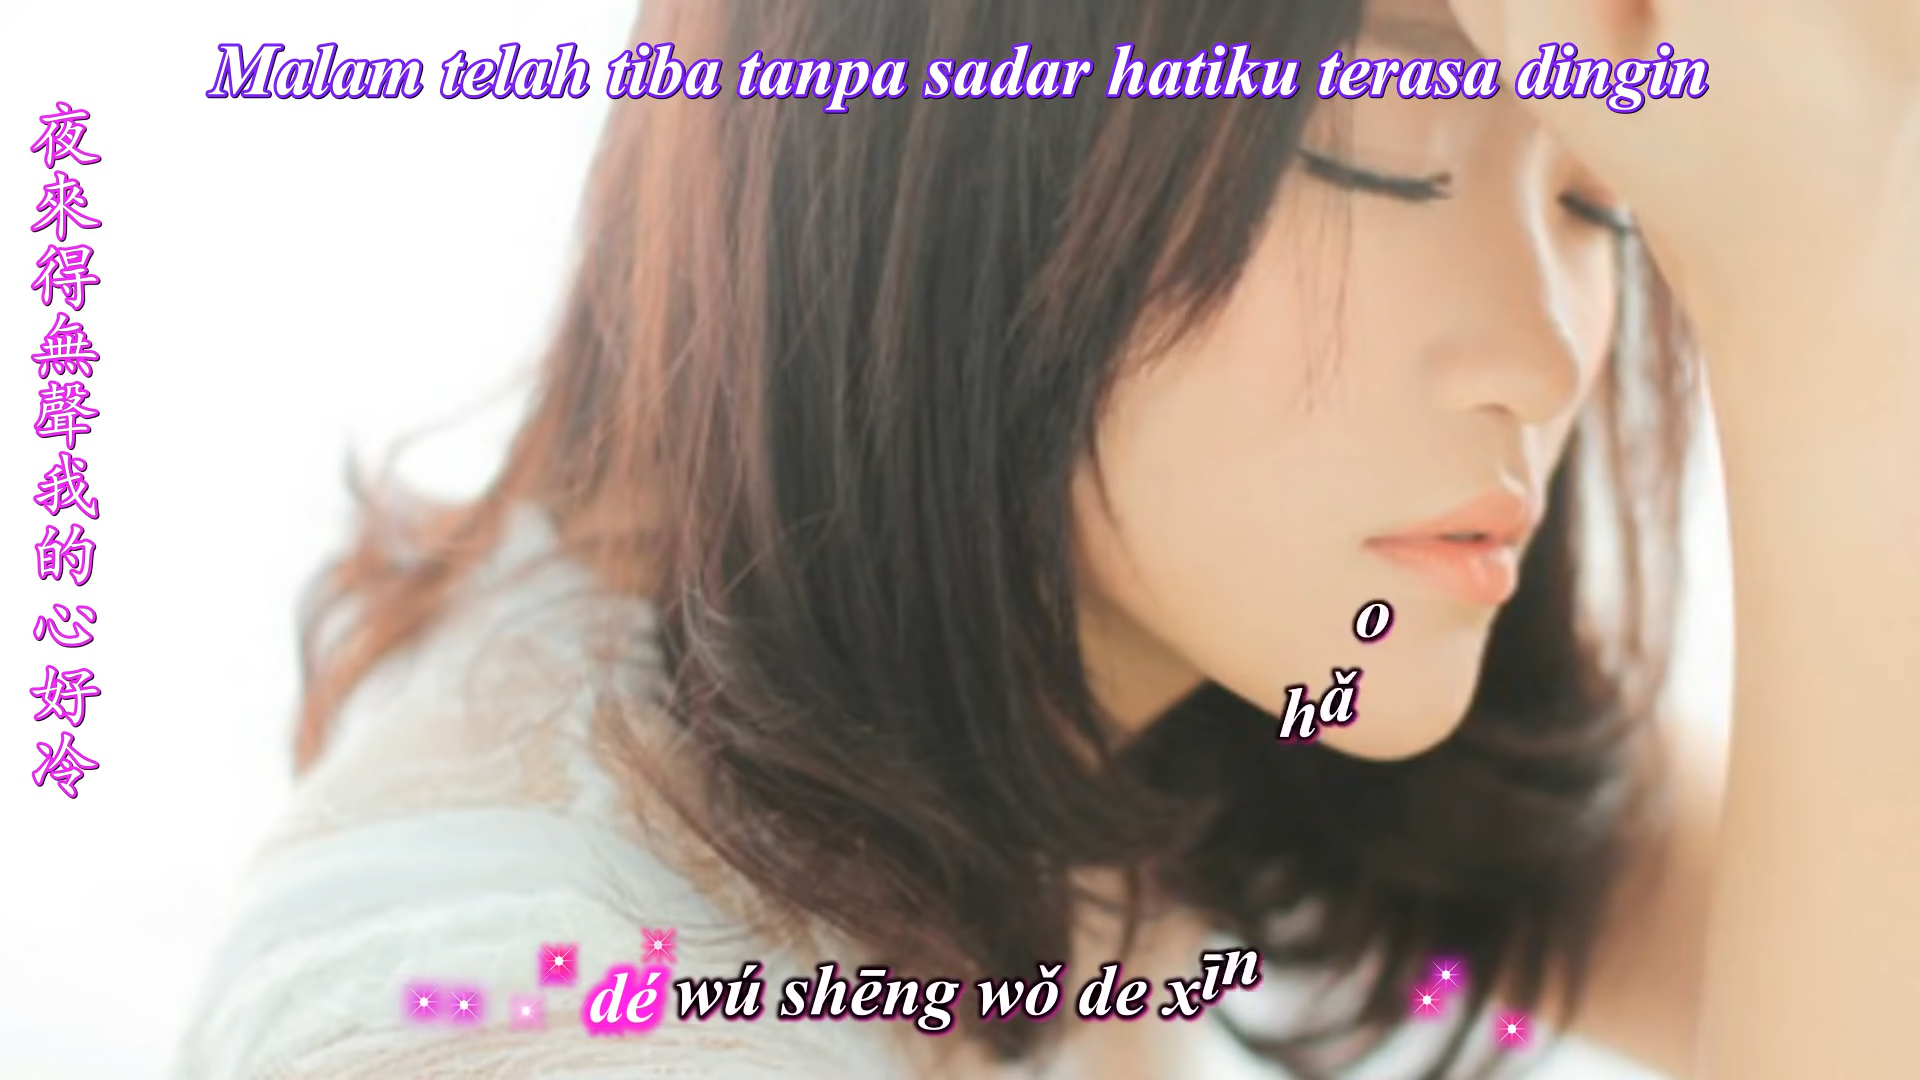 Malam telah tiba tanpa sadar hatiku terasa dingin
夜來得無聲我的心好冷
dé wú shēng wǒ de xīn hǎo